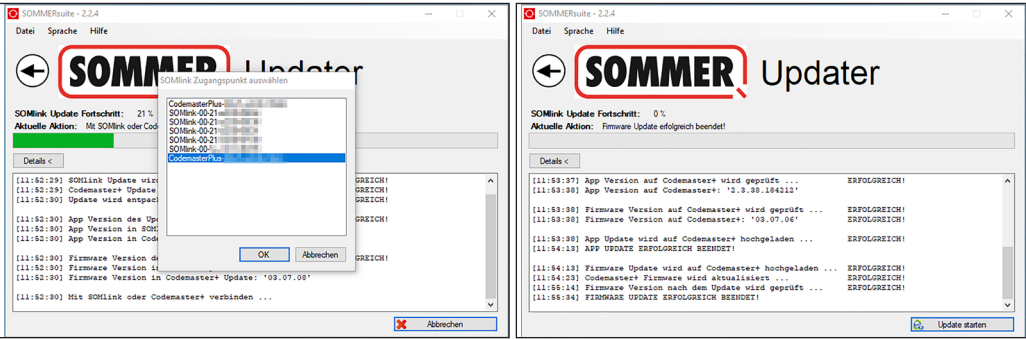 SOMMERsuite - 2.2.4
Datei Sprache Hilfe
SOMMER Updater
SOMlink Zugangspunkt auswählen
CodemasterPlus-
SOMlink-00-21
SOMlink-00-21
SOMlink-00-21
SOMlink-00-21
SOMlink-00-
CodemasterPlus-
OK Abbrechen
SOMlink Update Fortschritt: 21 %
Aktuelle Aktion: Mit SOMlink oder Cod
Details <
[11:52:29] SOMlink Update wird GREICH!
[11:52:29] Codemaster+ Update GREICH!
[11:52:30] Update wird entpac GREICH!
[11:52:30] App Version des Upd GREICH!
[11:52:30] App Version in SOM
[11:52:30] App Version in Code
[11:52:30] Firmware Version de GREICH!
[11:52:30] Firmware Version in
[11:52:30] Firmware Version in Codemaster+ Update: '03.07.08'
[11:52:30] Mit SOMlink oder Codemaster+ verbinden ...
Abbrechen
SOMMERsuite - 2.2.4
Datei Sprache Hilfe
SOMMER Updater
SOMlink Update Fortschritt: 0 %
Aktuelle Aktion: Firmware Update erfolgreich beendet!
Details <
[11:53:37] App Version auf Codemaster+ wird geprüft ... ERFOLGREICH!
[11:53:38] App Version auf Codemaster+: '2.3.38.184212'
[11:53:38] Firmware Version auf Codemaster+ wird geprüft ... ERFOLGREICH!
[11:53:38] Firmware Version auf Codemaster+: '03.07.06'
[11:53:38] App Update wird auf Codemaster+ hochgeladen ... ERFOLGREICH!
[11:54:13] APP UPDATE ERFOLGREICH BEENDET!
[11:54:13] Firmware Update wird auf Codemaster+ hochgeladen ... ERFOLGREICH!
[11:54:23] Codemaster+ Firmware wird aktualisiert ... ERFOLGREICH!
[11:55:14] Firmware Version nach dem Update wird geprüft ... ERFOLGREICH!
[11:55:34] FIRMWARE UPDATE ERFOLGREICH BEENDET!
Update starten